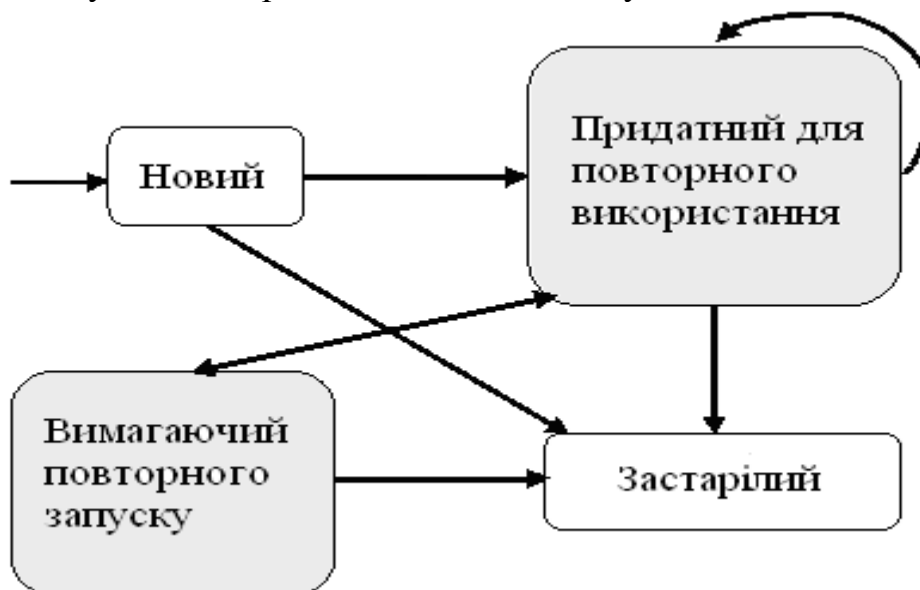 Новий
Придатний для
повторного
використання
Вимагаючий
повторного
запуску
Застарілий